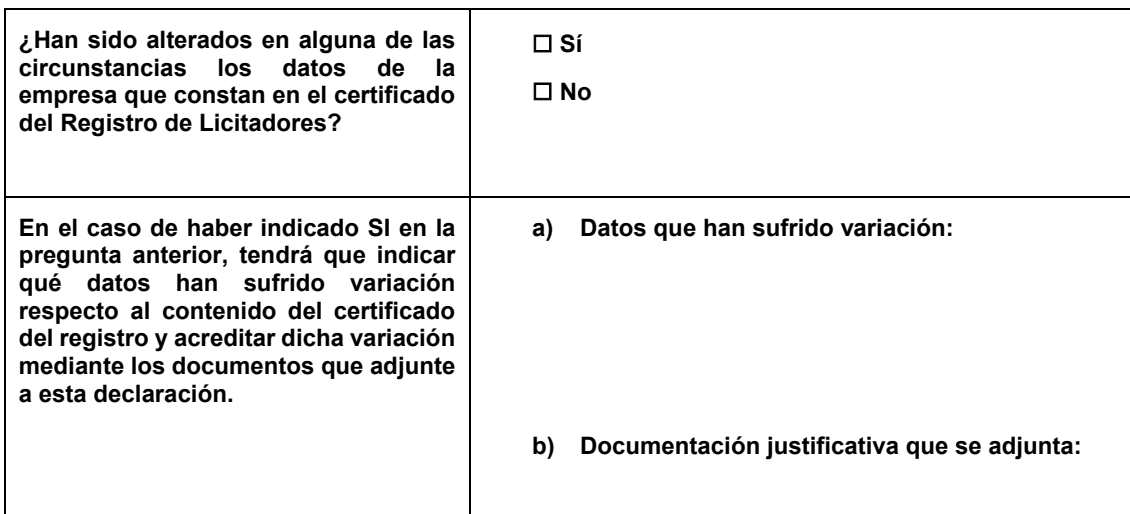 ¿Han sido alterados en alguna de las
circunstancias los datos de la
empresa que constan en el certificado
del Registro de Licitadores?
☐ Sí
☐ No
En el caso de haber indicado SI en la
pregunta anterior, tendrá que indicar
qué datos han sufrido variación
respecto al contenido del certificado
del registro y acreditar dicha variación
mediante los documentos que adjunte
a esta declaración.
a) Datos que han sufrido variación:
b) Documentación justificativa que se adjunta: